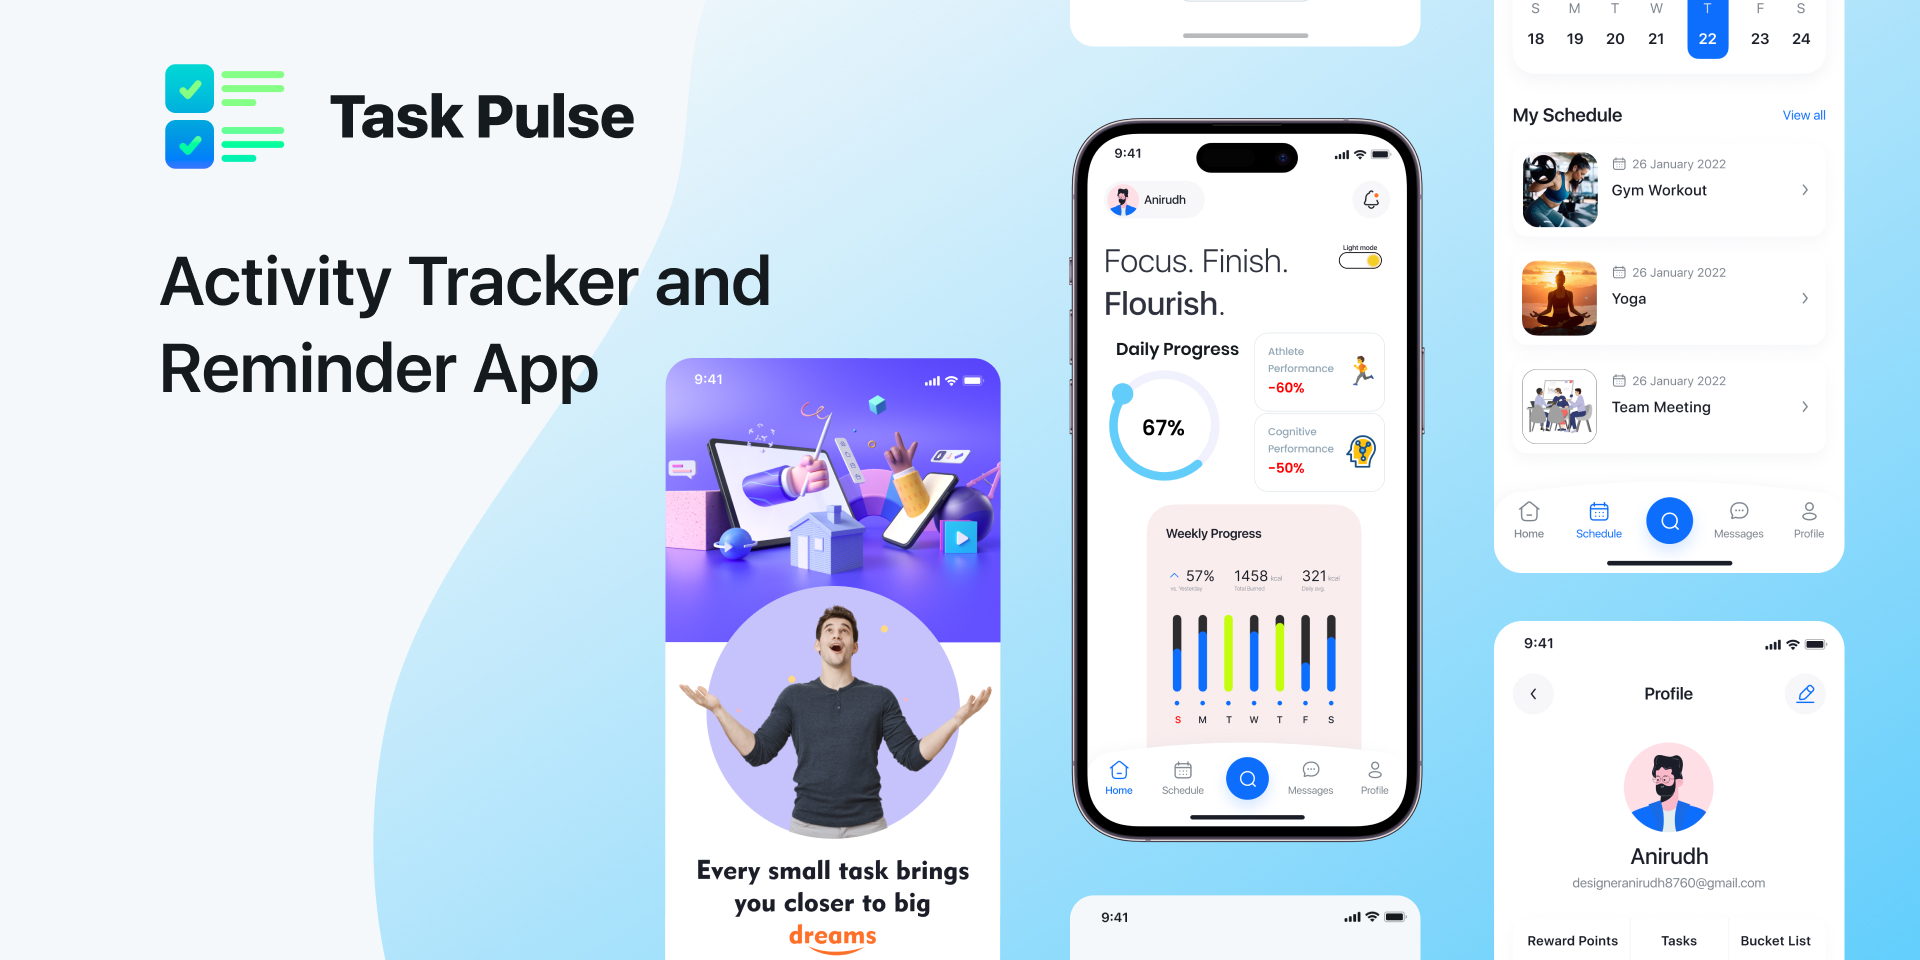 Task Pulse
Activity Tracker and
Reminder App
9:41
Every small task brings
you closer to big
dreams
9:41
Anirudh
Focus. Finish.
Flourish.
Light mode
Daily Progress
67%
Athlete
Performance
-60%
Cognitive
Performance
-50%
Weekly Progress
57%
vs. Yesterday
1458 kcal
Total Burned
321 kcal
Daily avg.
S M T W T F S
Home Schedule Messages Profile
9:41
S M T W T F S
18 19 20 21 22 23 24
My Schedule
View all
26 January 2022
Gym Workout
26 January 2022
Yoga
26 January 2022
Team Meeting
Home Schedule Messages Profile
9:41
Profile
Anirudh
designeranirudh8760@gmail.com
Reward Points Tasks Bucket List